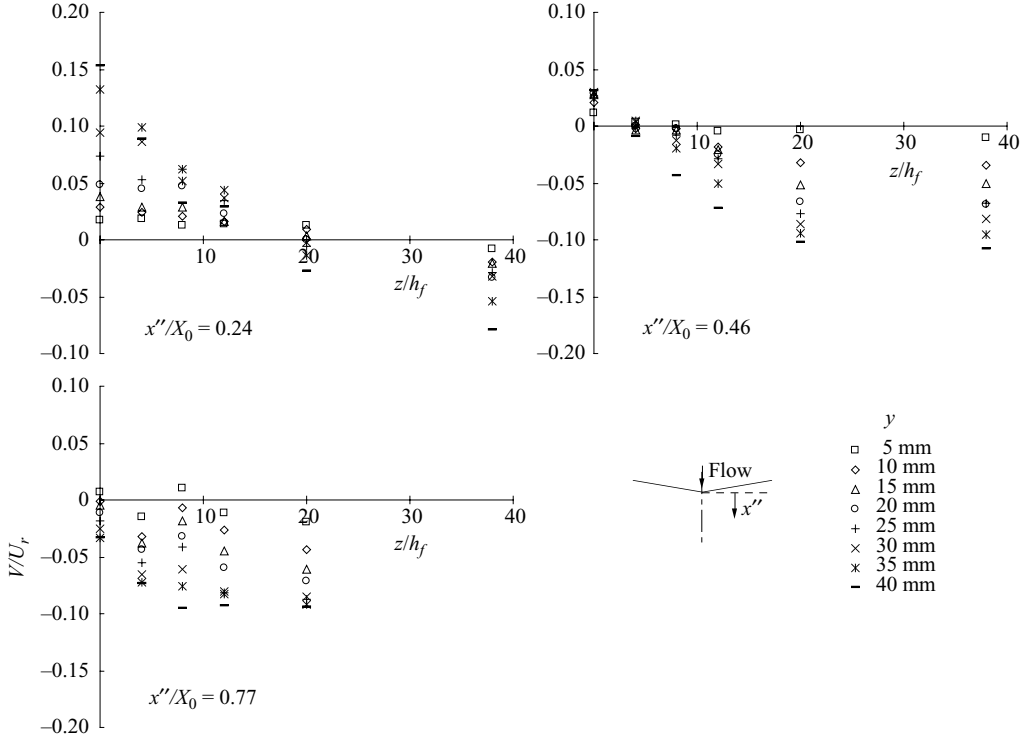 0.20
0.15
0.10
0.05
0
−0.05
−0.10
10
20
30
40
z/h_f
x″/X_0 = 0.24
0.10
0.05
0
−0.05
−0.10
−0.15
−0.20
10
20
30
40
z/h_f
x″/X_0 = 0.46
0.10
0.05
0
−0.05
−0.10
−0.15
−0.20
V/U_r
10
20
30
40
z/h_f
x″/X_0 = 0.77
Flow
x″
y
5 mm
10 mm
15 mm
20 mm
25 mm
30 mm
35 mm
40 mm